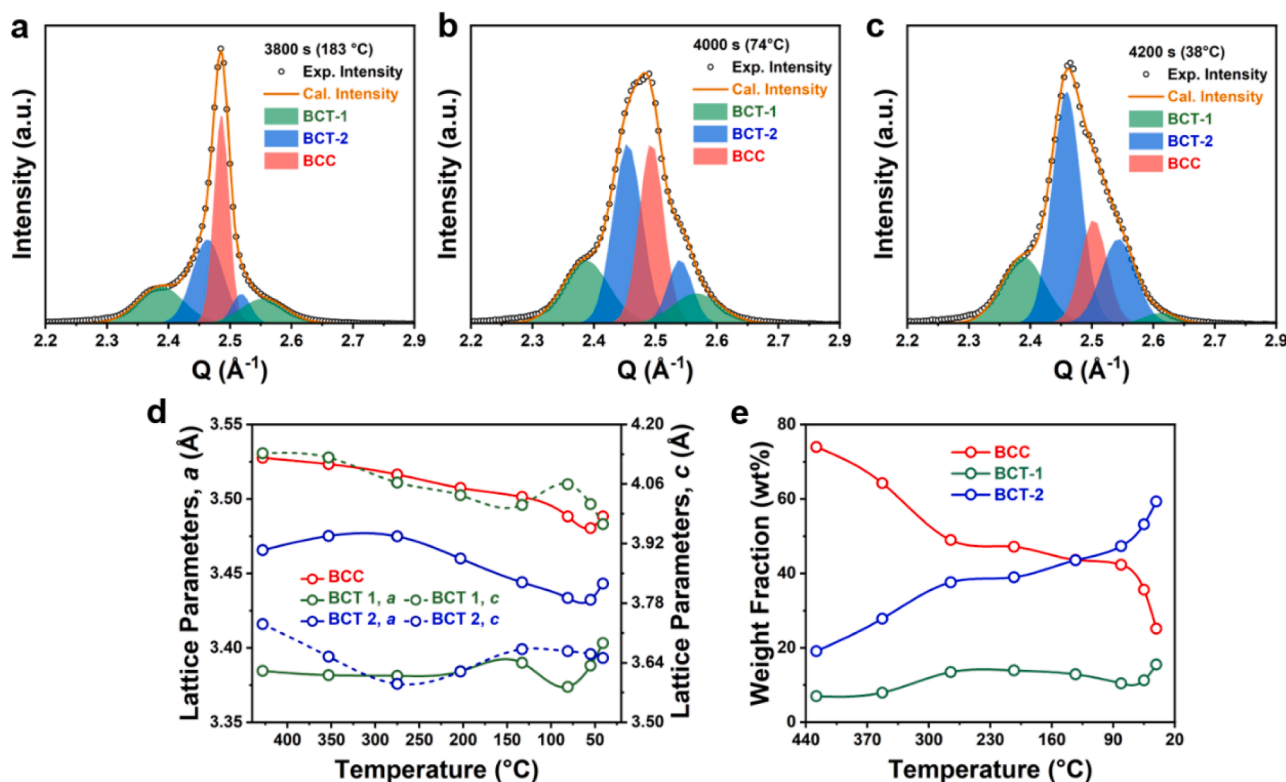 a
3800 s (183 °C)
Exp. Intensity
Cal. Intensity
BCT-1
BCT-2
BCC
Intensity (a.u.)
2.2 2.3 2.4 2.5 2.6 2.7 2.8 2.9
Q (Å-1)
b
4000 s (74°C)
Exp. Intensity
Cal. Intensity
BCT-1
BCT-2
BCC
Intensity (a.u.)
2.2 2.3 2.4 2.5 2.6 2.7 2.8 2.9
Q (Å-1)
c
4200 s (38°C)
Exp. Intensity
Cal. Intensity
BCT-1
BCT-2
BCC
Intensity (a.u.)
2.2 2.3 2.4 2.5 2.6 2.7 2.8 2.9
Q (Å-1)
d
Lattice Parameters, a (Å)
3.55
3.50
3.45
3.40
3.35
BCC
BCT 1, a BCT 1, c
BCT 2, a BCT 2, c
4.20
4.06
3.92
3.78
3.64
3.50
Lattice Parameters, c (Å)
400 350 300 250 200 150 100 50
Temperature (°C)
e
Weight Fraction (wt%)
80
60
40
20
0
BCC
BCT-1
BCT-2
440 370 300 230 160 90 20
Temperature (°C)